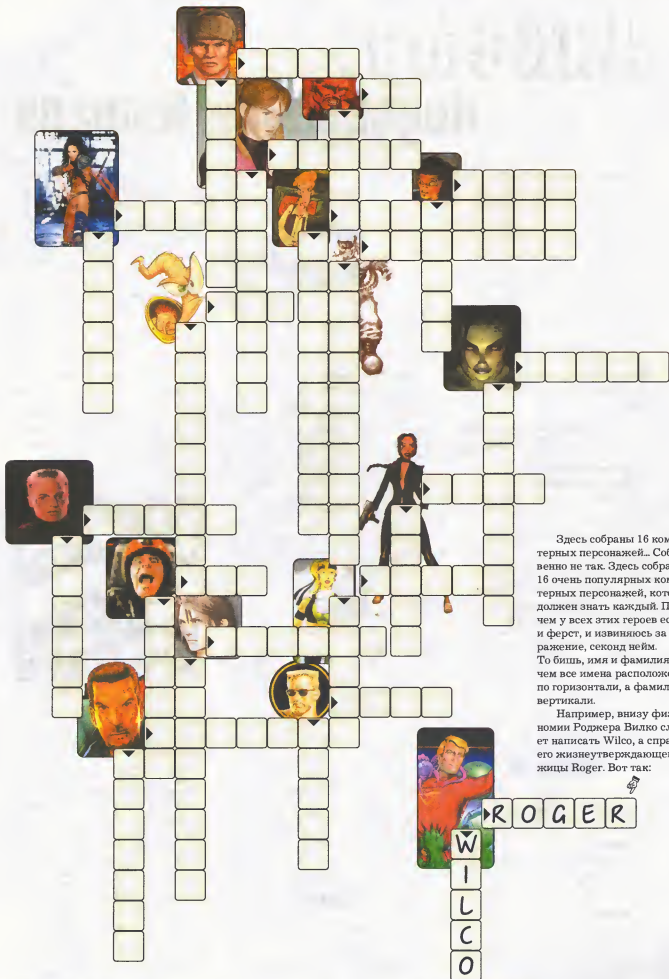 Здесь собраны 16 ком
терных персонажей... Соб
венно не так. Здесь собра
16 очень популярных ком
терных персонажей, кото
должен знать каждый. П
чем у всех этих героев ес
и ферст, и извиняюсь за
ражение, секонд нейм.
То бишь, имя и фамилия
чем все имена расположе
по горизонтали, а фамил
вертикали.
Например, внизу физ
номии Роджера Вилко сл
ет написать Wilco, а спра
его жизнеутверждающе
жицы Roger. Вот так:
ROGER
WILCO